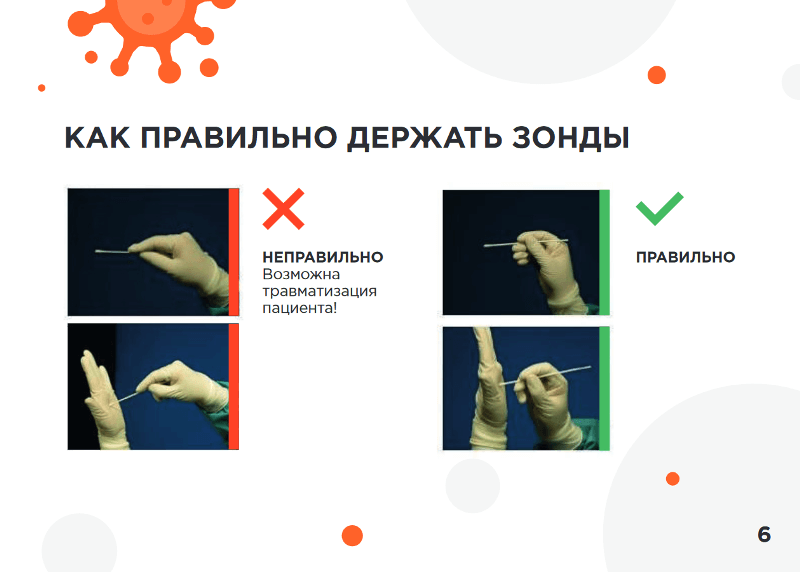 КАК ПРАВИЛЬНО ДЕРЖАТЬ ЗОНДЫ
НЕПРАВИЛЬНО
Возможна
травматизация
пациента!
ПРАВИЛЬНО
6